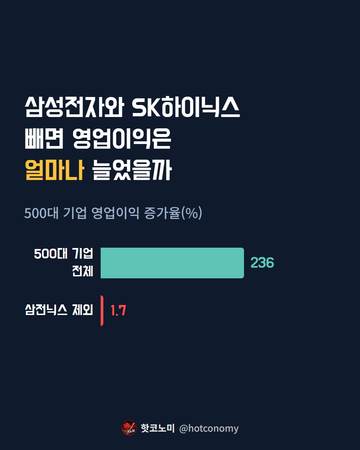 삼성전자와 SK하이닉스
빼면 영업이익은
얼마나 늘었을까
500대 기업 영업이익 증가율(%)
500대 기업
전체
236
삼전닉스 제외
1.7
핫코노미 @hotconomy